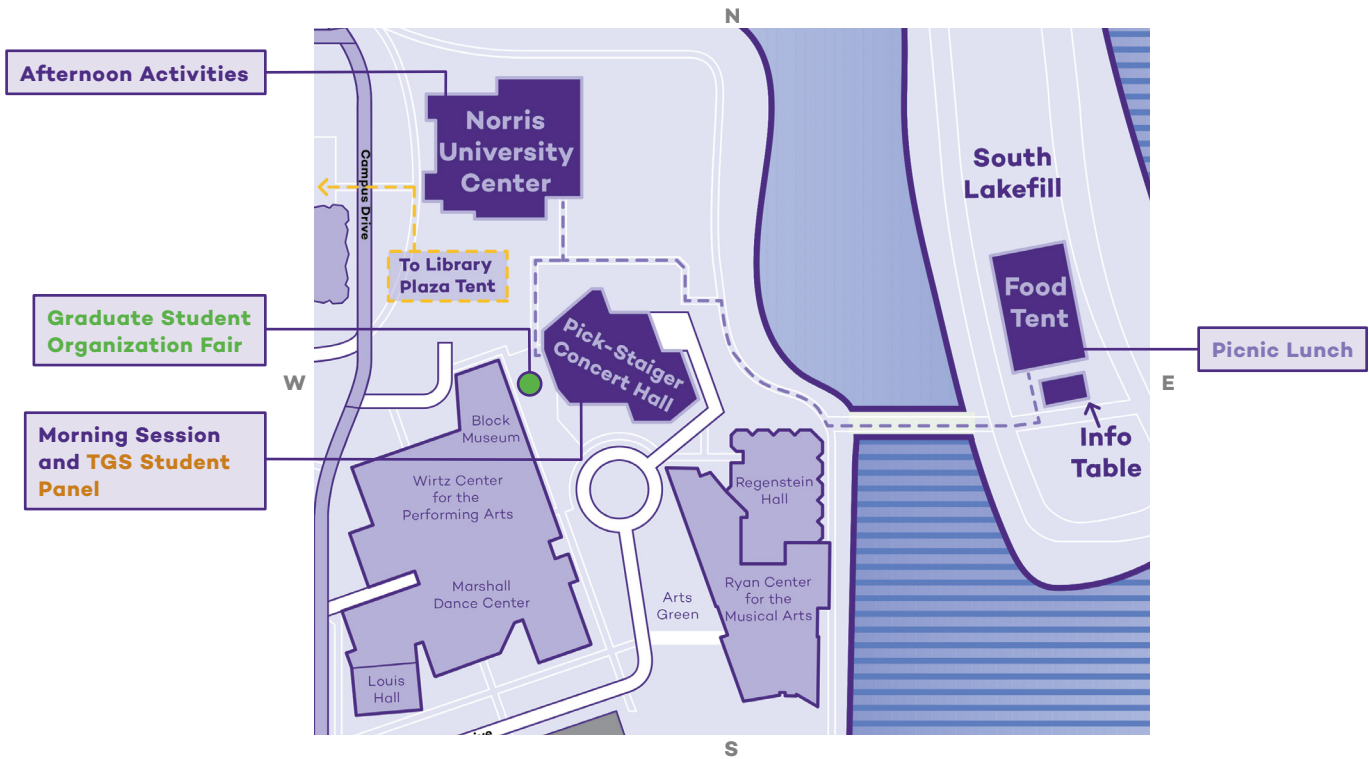 N
Afternoon Activities
Norris
University
Center
Campus Drive
South
Lakefill
To Library
Plaza Tent
Food
Tent
Graduate Student
Organization Fair
Pick-Staiger
Concert Hall
Picnic Lunch
W
E
Info
Table
Morning Session
and TGS Student
Panel
Block
Museum
Wirtz Center
for the
Performing Arts
Regenstein
Hall
Marshall
Dance Center
Arts
Green
Ryan Center
for the
Musical Arts
Louis
Hall
S